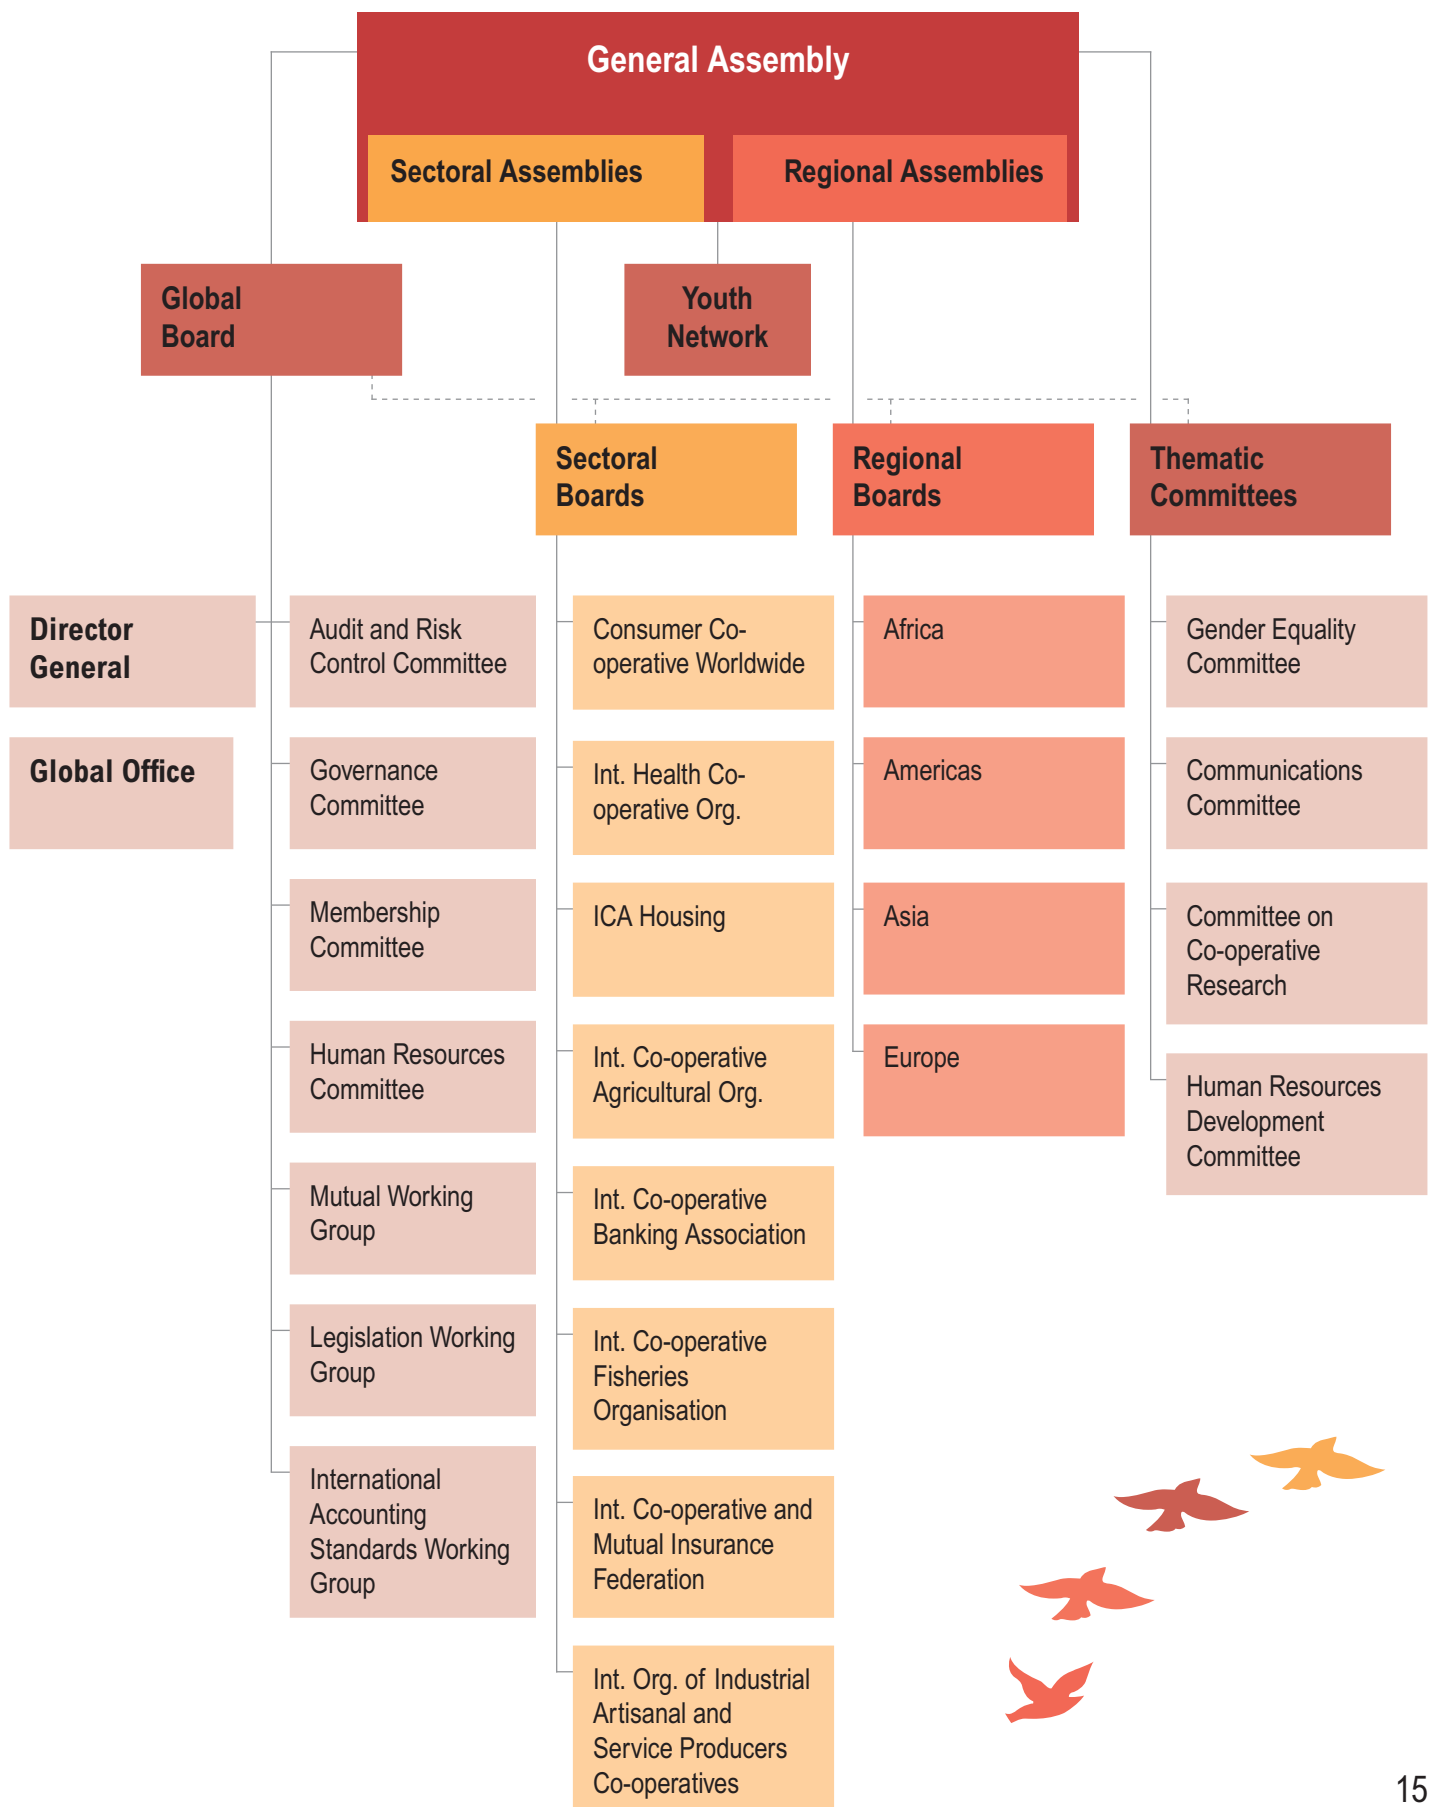 General Assembly
Sectoral Assemblies
Regional Assemblies
Global
Board
Youth
Network
Sectoral
Boards
Regional
Boards
Thematic
Committees
Director
General
Global Office
Audit and Risk
Control Committee
Governance
Committee
Membership
Committee
Human Resources
Committee
Mutual Working
Group
Legislation Working
Group
International
Accounting
Standards Working
Group
Consumer Co-
operative Worldwide
Int. Health Co-
operative Org.
ICA Housing
Int. Co-operative
Agricultural Org.
Int. Co-operative
Banking Association
Int. Co-operative
Fisheries
Organisation
Int. Co-operative and
Mutual Insurance
Federation
Int. Org. of Industrial
Artisanal and
Service Producers
Co-operatives
Africa
Americas
Asia
Europe
Gender Equality
Committee
Communications
Committee
Committee on
Co-operative
Research
Human Resources
Development
Committee
15